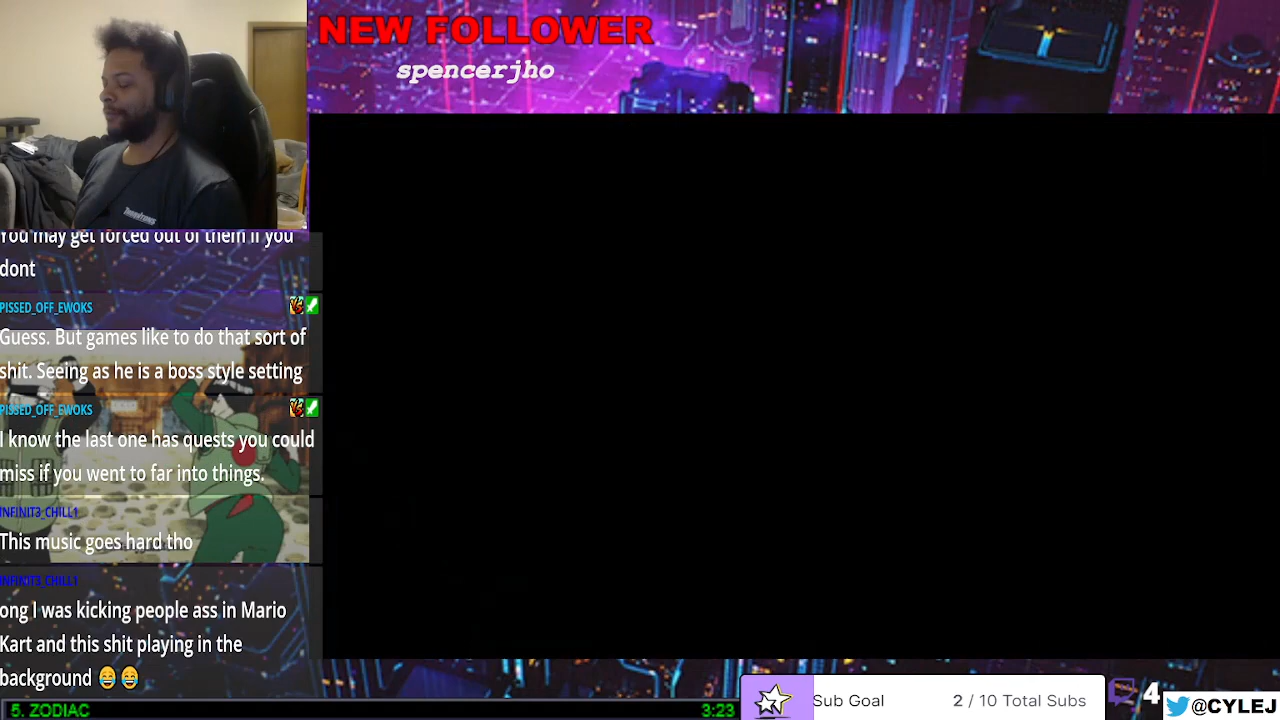 NEW FOLLOWER
spencerjho
You may get forced out of them if you
dont
PISSED_OFF_EWOKS
Guess. But games like to do that sort of
shit. Seeing as he is a boss style setting
PISSED_OFF_EWOKS
I know the last one has quests you could
miss if you went to far into things.
INFINIT3_CHILL1
This music goes hard tho
INFINIT3_CHILL1
ong I was kicking people ass in Mario
Kart and this shit playing in the
background 😂😂
5. ZODIAC
3:23
Sub Goal
2 / 10 Total Subs
4
@CYLEJ